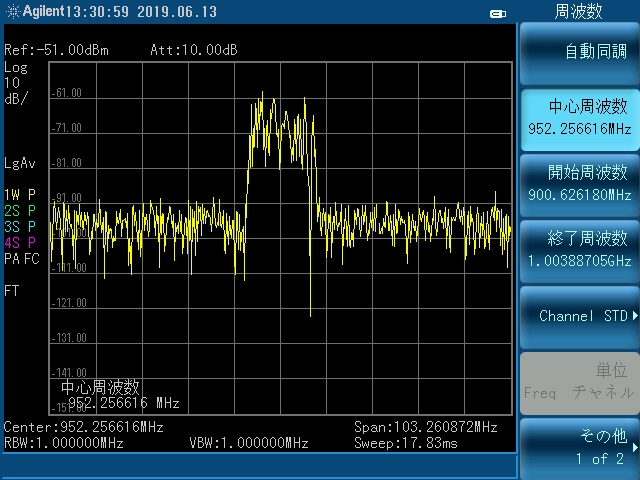 Agilent 13:30:59 2019.06.13
周波数
Ref:-51.00dBm Att:10.00dB
Log
10
dB/
LgAv
1W P
2S P
3S P
4S P
PA FC
FT
-61.00
-71.00
-81.00
-91.00
-111.00
-121.00
-131.00
-141.00
中心周波数
952.256616 MHz
Center:952.256616MHz Span:103.260872MHz
RBW:1.000000MHz VBW:1.000000MHz Sweep:17.83ms
自動同調
中心周波数
952.256616MHz
開始周波数
900.626180MHz
終了周波数
1.00388705GHz
Channel STD
単位
Freq チャネル
その他
1 of 2